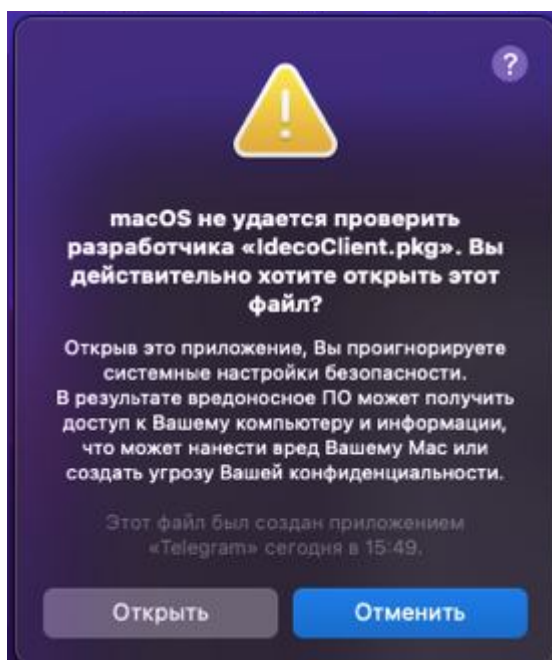 ?
macOS не удается проверить
разработчика «IdecoClient.pkg». Вы
действительно хотите открыть этот
файл?
Открыв это приложение, Вы проигнорируете
системные настройки безопасности.
В результате вредоносное ПО может получить
доступ к Вашему компьютеру и информации,
что может нанести вред Вашему Mac или
создать угрозу Вашей конфиденциальности.
Этот файл был создан приложением
«Telegram» сегодня в 15:49.
Открыть
Отменить